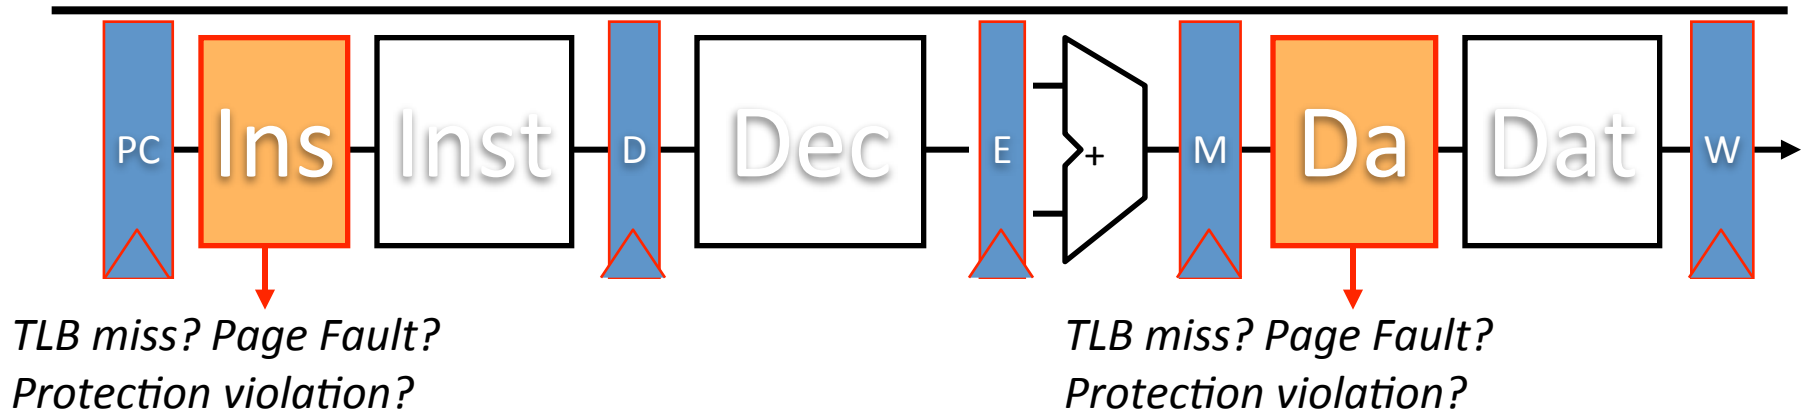 PC
Ins
Inst
D
Dec
E
+
M
Da
Dat
W
TLB miss? Page Fault?
Protection violation?
TLB miss? Page Fault?
Protection violation?